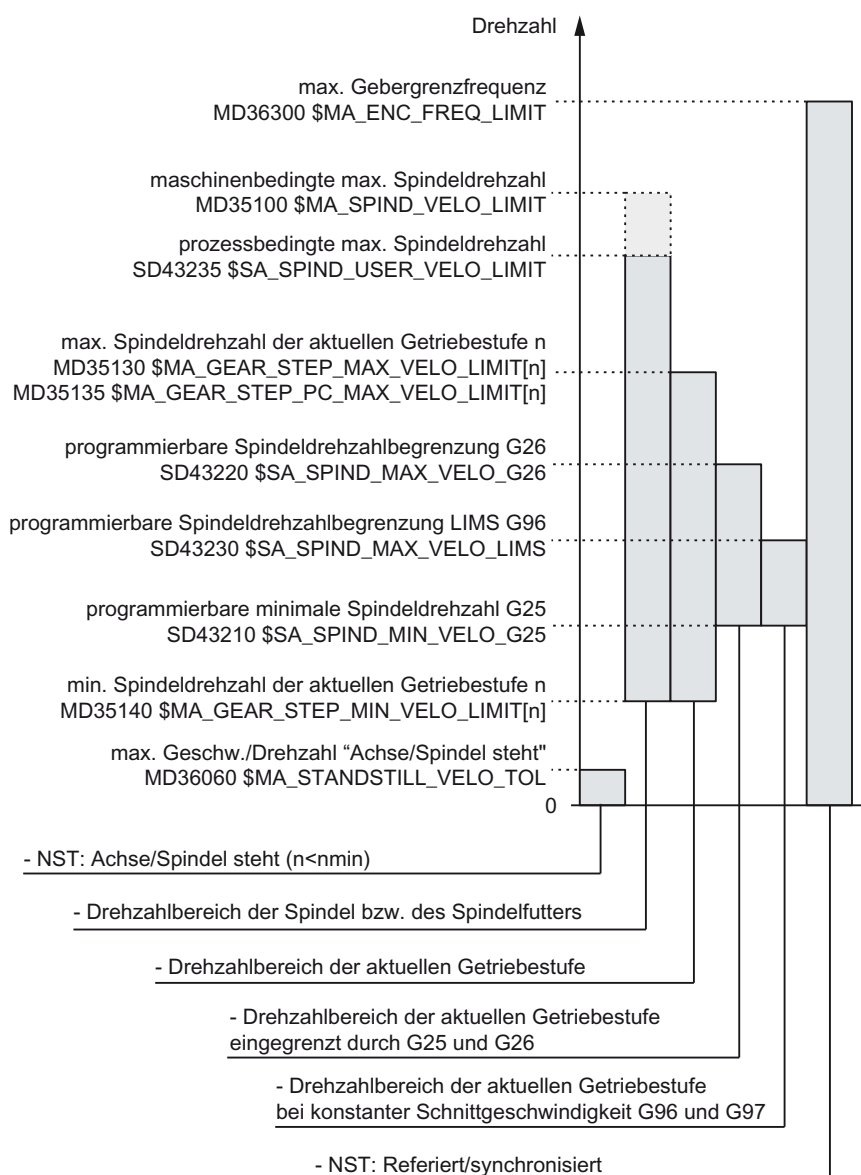 Drehzahl
max. Gebergrenzfrequenz
MD36300 $MA_ENC_FREQ_LIMIT
maschinenbedingte max. Spindeldrehzahl
MD35100 $MA_SPIND_VELO_LIMIT
prozessbedingte max. Spindeldrehzahl
SD43235 $SA_SPIND_USER_VELO_LIMIT
max. Spindeldrehzahl der aktuellen Getriebestufe n
MD35130 $MA_GEAR_STEP_MAX_VELO_LIMIT[n]
MD35135 $MA_GEAR_STEP_PC_MAX_VELO_LIMIT[n]
programmierbare Spindeldrehzahlbegrenzung G26
SD43220 $SA_SPIND_MAX_VELO_G26
programmierbare Spindeldrehzahlbegrenzung LIMS G96
SD43230 $SA_SPIND_MAX_VELO_LIMS
programmierbare minimale Spindeldrehzahl G25
SD43210 $SA_SPIND_MIN_VELO_G25
min. Spindeldrehzahl der aktuellen Getriebestufe n
MD35140 $MA_GEAR_STEP_MIN_VELO_LIMIT[n]
max. Geschw./Drehzahl “Achse/Spindel steht"
MD36060 $MA_STANDSTILL_VELO_TOL
0
- NST: Achse/Spindel steht (n<nmin)
- Drehzahlbereich der Spindel bzw. des Spindelfutters
- Drehzahlbereich der aktuellen Getriebestufe
- Drehzahlbereich der aktuellen Getriebestufe
eingegrenzt durch G25 und G26
- Drehzahlbereich der aktuellen Getriebestufe
bei konstanter Schnittgeschwindigkeit G96 und G97
- NST: Referiert/synchronisiert